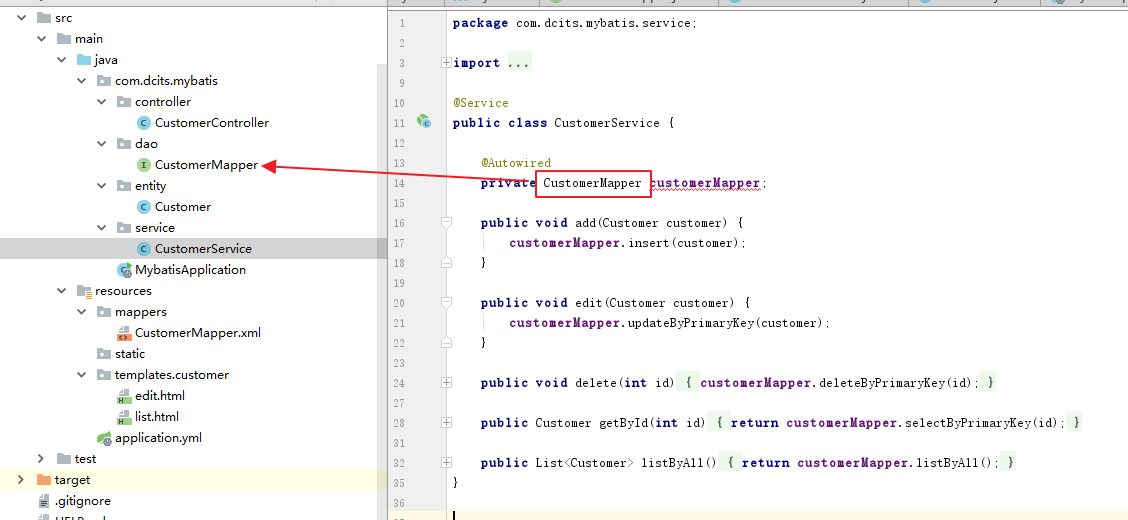 src
main
java
com.dcits.mybatis
controller
CustomerController
dao
CustomerMapper
entity
Customer
service
CustomerService
MybatisApplication
resources
mappers
CustomerMapper.xml
static
templates.customer
edit.html
list.html
application.yml
test
target
.gitignore
1 package com.dcits.mybatis.service;
2
3 import ...
9
10 @Service
11 public class CustomerService {
12
13 @Autowired
14 private CustomerMapper customerMapper;
15
16 public void add(Customer customer) {
17 customerMapper.insert(customer);
18 }
19
20 public void edit(Customer customer) {
21 customerMapper.updateByPrimaryKey(customer);
22 }
23
24 public void delete(int id) { customerMapper.deleteByPrimaryKey(id); }
27
28 public Customer getById(int id) { return customerMapper.selectByPrimaryKey(id); }
31
32 public List<Customer> listByAll() { return customerMapper.listByAll(); }
35 }
36